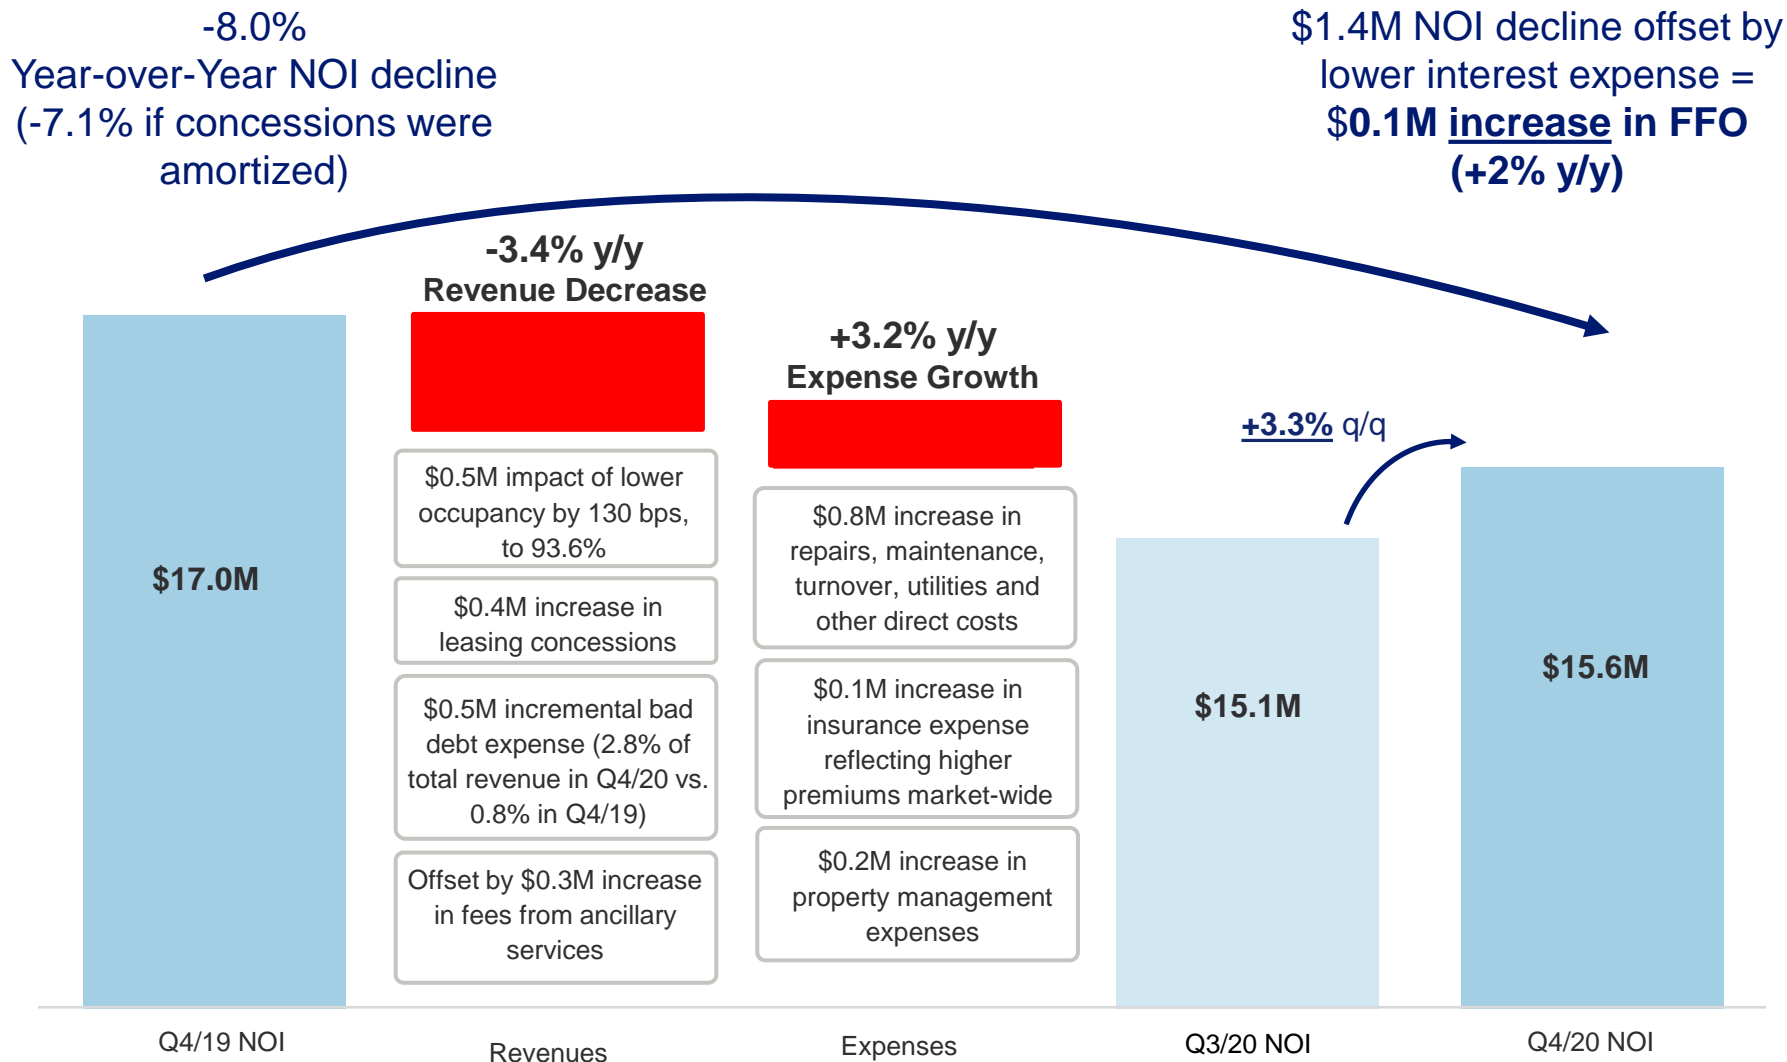 -8.0%
Year-over-Year NOI decline
(-7.1% if concessions were
amortized)
$1.4M NOI decline offset by
lower interest expense =
$0.1M increase in FFO
(+2% y/y)
-3.4% y/y
Revenue Decrease
+3.2% y/y
Expense Growth
+3.3% q/q
$17.0M
$0.5M impact of lower
occupancy by 130 bps,
to 93.6%
$0.4M increase in
leasing concessions
$0.5M incremental bad
debt expense (2.8% of
total revenue in Q4/20 vs.
0.8% in Q4/19)
Offset by $0.3M increase
in fees from ancillary
services
$0.8M increase in
repairs, maintenance,
turnover, utilities and
other direct costs
$0.1M increase in
insurance expense
reflecting higher
premiums market-wide
$0.2M increase in
property management
expenses
$15.1M
$15.6M
Q4/19 NOI
Revenues
Expenses
Q3/20 NOI
Q4/20 NOI